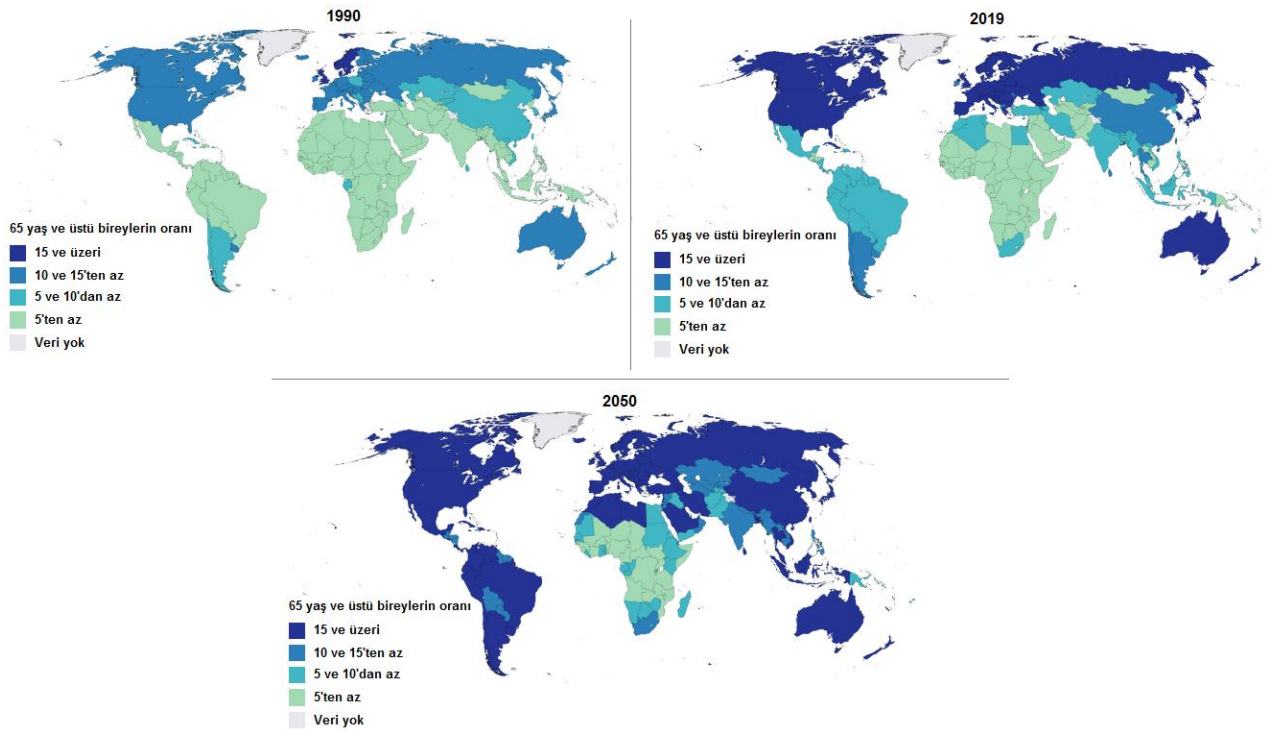 1990
65 yaş ve üstü bireylerin oranı
15 ve üzeri
10 ve 15'ten az
5 ve 10'dan az
5'ten az
Veri yok
2019
65 yaş ve üstü bireylerin oranı
15 ve üzeri
10 ve 15'ten az
5 ve 10'dan az
5'ten az
Veri yok
2050
65 yaş ve üstü bireylerin oranı
15 ve üzeri
10 ve 15'ten az
5 ve 10'dan az
5'ten az
Veri yok